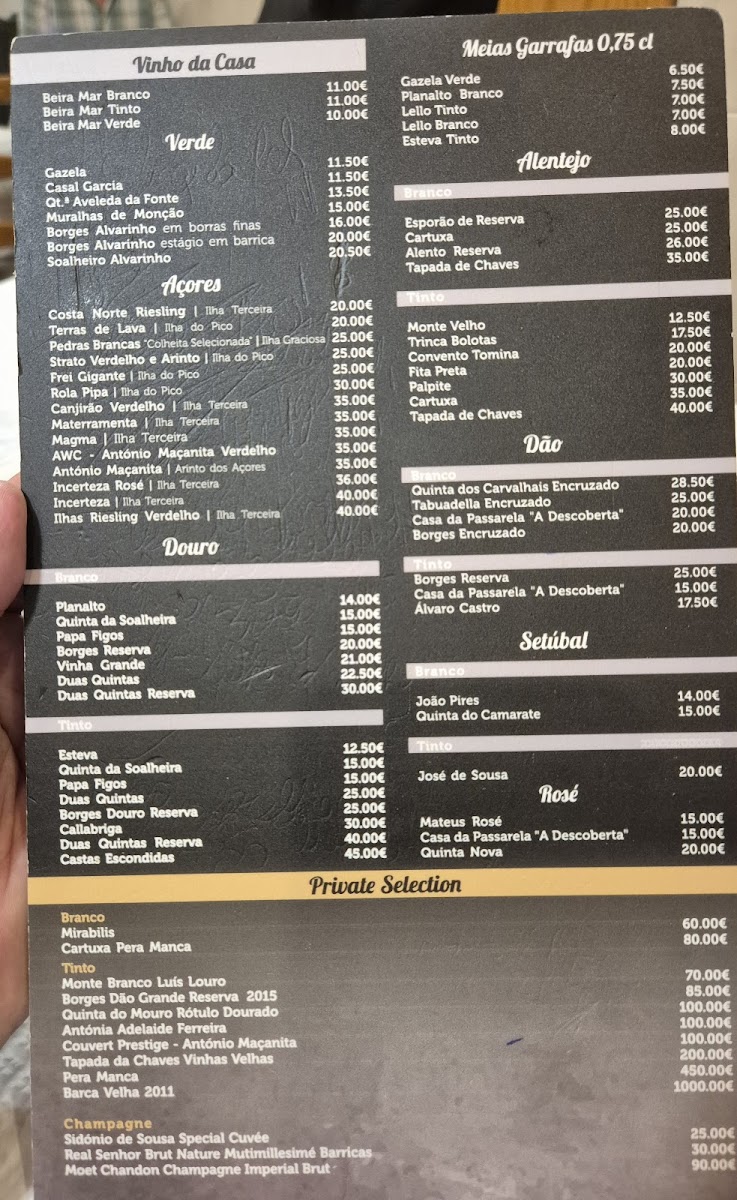 Vinho da Casa
Beira Mar Branco 11.00€
Beira Mar Tinto 11.00€
Beira Mar Verde 10.00€
Verde
Gazela 11.50€
Casal Garcia 11.50€
Qt.ª Aveleda da Fonte 13.50€
Muralhas de Monção 15.00€
Borges Alvarinho em borras finas 16.00€
Borges Alvarinho estágio em barrica 20.00€
Soalheiro Alvarinho 20.50€
Açores
Costa Norte Riesling | Ilha Terceira 20.00€
Terras de Lava | Ilha do Pico 20.00€
Pedras Brancas "Colheita Selecionada" | Ilha Graciosa 25.00€
Strato Verdelho e Arinto | Ilha do Pico 25.00€
Frei Gigante | Ilha do Pico 25.00€
Rola Pipa | Ilha do Pico 30.00€
Canjirão Verdelho | Ilha Terceira 35.00€
Materramenta | Ilha Terceira 35.00€
Magma | Ilha Terceira 35.00€
AWC - António Maçanita Verdelho 35.00€
António Maçanita | Arinto dos Açores 35.00€
Incerteza Rosé | Ilha Terceira 36.00€
Incerteza | Ilha Terceira 40.00€
Ilhas Riesling Verdelho | Ilha Terceira 40.00€
Douro
Branco
Planalto 14.00€
Quinta da Soalheira 15.00€
Papa Figos 15.00€
Borges Reserva 20.00€
Vinha Grande 21.00€
Duas Quintas 22.50€
Duas Quintas Reserva 30.00€
Tinto
Esteva 12.50€
Quinta da Soalheira 15.00€
Papa Figos 15.00€
Duas Quintas 25.00€
Borges Douro Reserva 25.00€
Callabriga 30.00€
Duas Quintas Reserva 40.00€
Castas Escondidas 45.00€
Meias Garrafas 0,75 cl
Gazela Verde 6.50€
Planalto Branco 7.50€
Lello Tinto 7.00€
Lello Branco 7.00€
Esteva Tinto 8.00€
Alentejo
Branco
Esporão de Reserva 25.00€
Cartuxa 25.00€
Alento Reserva 26.00€
Tapada de Chaves 35.00€
Tinto
Monte Velho 12.50€
Trinca Bolotas 17.50€
Convento Tomina 20.00€
Fita Preta 20.00€
Palpite 30.00€
Cartuxa 35.00€
Tapada de Chaves 40.00€
Dão
Branco
Quinta dos Carvalhais Encruzado 28.50€
Tabuadella Encruzado 25.00€
Casa da Passarela "A Descoberta" 20.00€
Borges Encruzado 20.00€
Tinto
Borges Reserva 25.00€
Casa da Passarela "A Descoberta" 15.00€
Álvaro Castro 17.50€
Setúbal
Branco
João Pires 14.00€
Quinta do Camarate 15.00€
Tinto
José de Sousa 20.00€
Rosé
Mateus Rosé 15.00€
Casa da Passarela "A Descoberta" 15.00€
Quinta Nova 20.00€
Private Selection
Branco
Mirabilis 60.00€
Cartuxa Pera Manca 80.00€
Tinto
Monte Branco Luís Louro 70.00€
Borges Dão Grande Reserva 2015 85.00€
Quinta do Mouro Rótulo Dourado 100.00€
Antónia Adelaide Ferreira 100.00€
Couvert Prestige - António Maçanita 100.00€
Tapada da Chaves Vinhas Velhas 200.00€
Pera Manca 450.00€
Barca Velha 2011 1000.00€
Champagne
Sidónio de Sousa Special Cuvée 25.00€
Real Senhor Brut Nature Mutimillesimé Barricas 30.00€
Moet Chandon Champagne Imperial Brut 90.00€